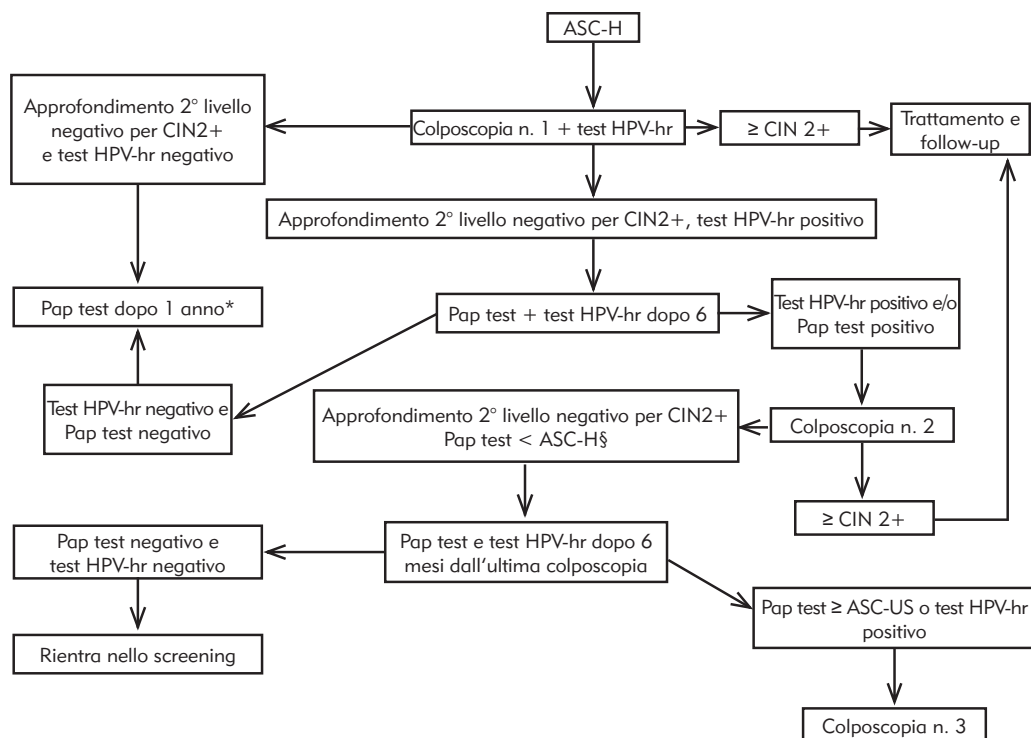 ASC-H
Approfondimento 2° livello
negativo per CIN2+
e test HPV-hr negativo
Colposcopia n. 1 + test HPV-hr
≥ CIN 2+
Trattamento e
follow-up
Approfondimento 2° livello negativo per CIN2+, test HPV-hr positivo
Pap test dopo 1 anno*
Pap test + test HPV-hr dopo 6
Test HPV-hr positivo e/o
Pap test positivo
Test HPV-hr negativo e
Pap test negativo
Approfondimento 2° livello negativo per CIN2+
Pap test < ASC-H§
Colposcopia n. 2
≥ CIN 2+
Pap test negativo e
test HPV-hr negativo
Pap test e test HPV-hr dopo 6
mesi dall'ultima colposcopia
Pap test ≥ ASC-US o test HPV-hr
positivo
Rientra nello screening
Colposcopia n. 3